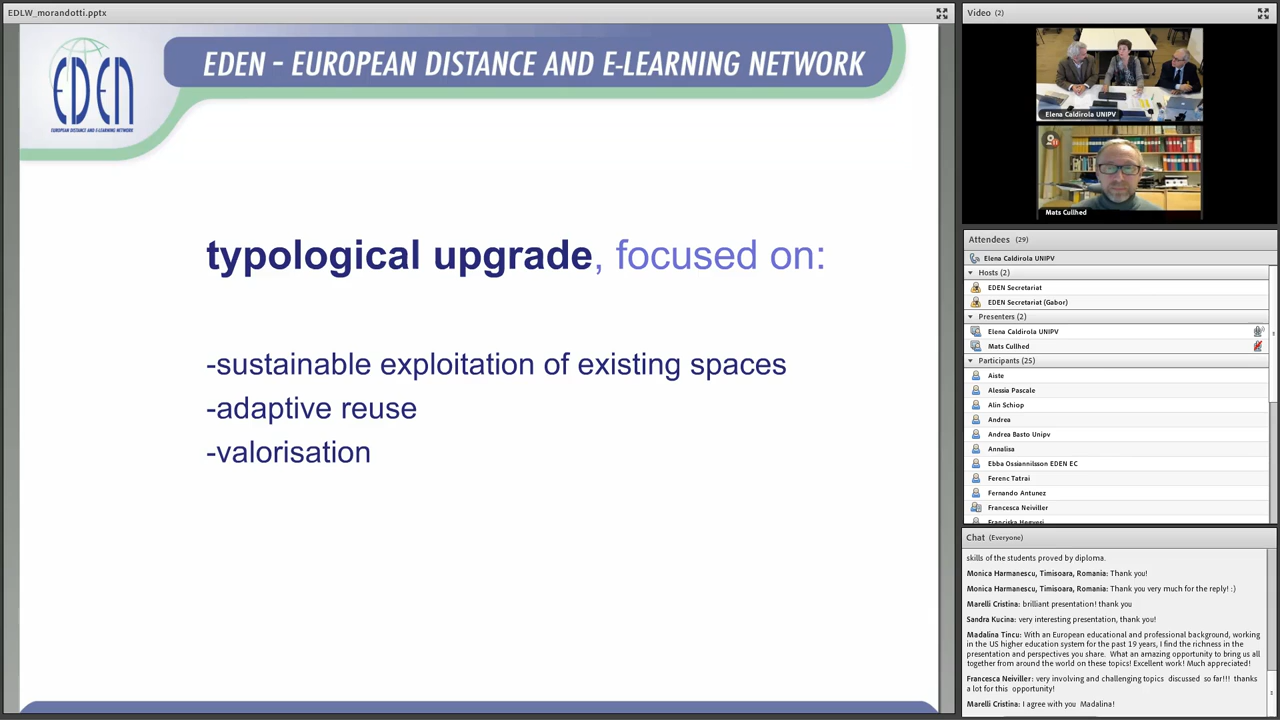 EDLW_morandotti.pptx
EDEN
EUROPEAN DISTANCE AND E-LEARNING NETWORK
EDEN – EUROPEAN DISTANCE AND E-LEARNING NETWORK
typological upgrade, focused on:
-sustainable exploitation of existing spaces
-adaptive reuse
-valorisation
Video (2)
Elena Caldirola UNIPV
Mats Cullhed
Attendees (29)
Elena Caldirola UNIPV
Hosts (2)
EDEN Secretariat
EDEN Secretariat (Gabor)
Presenters (2)
Elena Caldirola UNIPV
Mats Cullhed
Participants (25)
Aiste
Alessia Pascale
Alin Schiop
Andrea
Andrea Basto Unipv
Annalisa
Ebba Ossiannilsson EDEN EC
Ferenc Tatrai
Fernando Antunez
Francesca Neiviller
Franciska Hegyesi
Chat (Everyone)
skills of the students proved by diploma.
Monica Harmanescu, Timisoara, Romania: Thank you!
Monica Harmanescu, Timisoara, Romania: Thank you very much for the reply! :)
Marelli Cristina: brilliant presentation! thank you
Sandra Kucina: very interesting presentation, thank you!
Madalina Tincu: With an European educational and professional background, working
in the US higher education system for the past 19 years, I find the richness in the
presentation and perspectives you share. What an amazing opportunity to bring us all
together from around the world on these topics! Excellent work! Much appreciated!
Francesca Neiviller: very involving and challenging topics discussed so far!!! thanks
a lot for this opportunity!
Marelli Cristina: I agree with you Madalina!